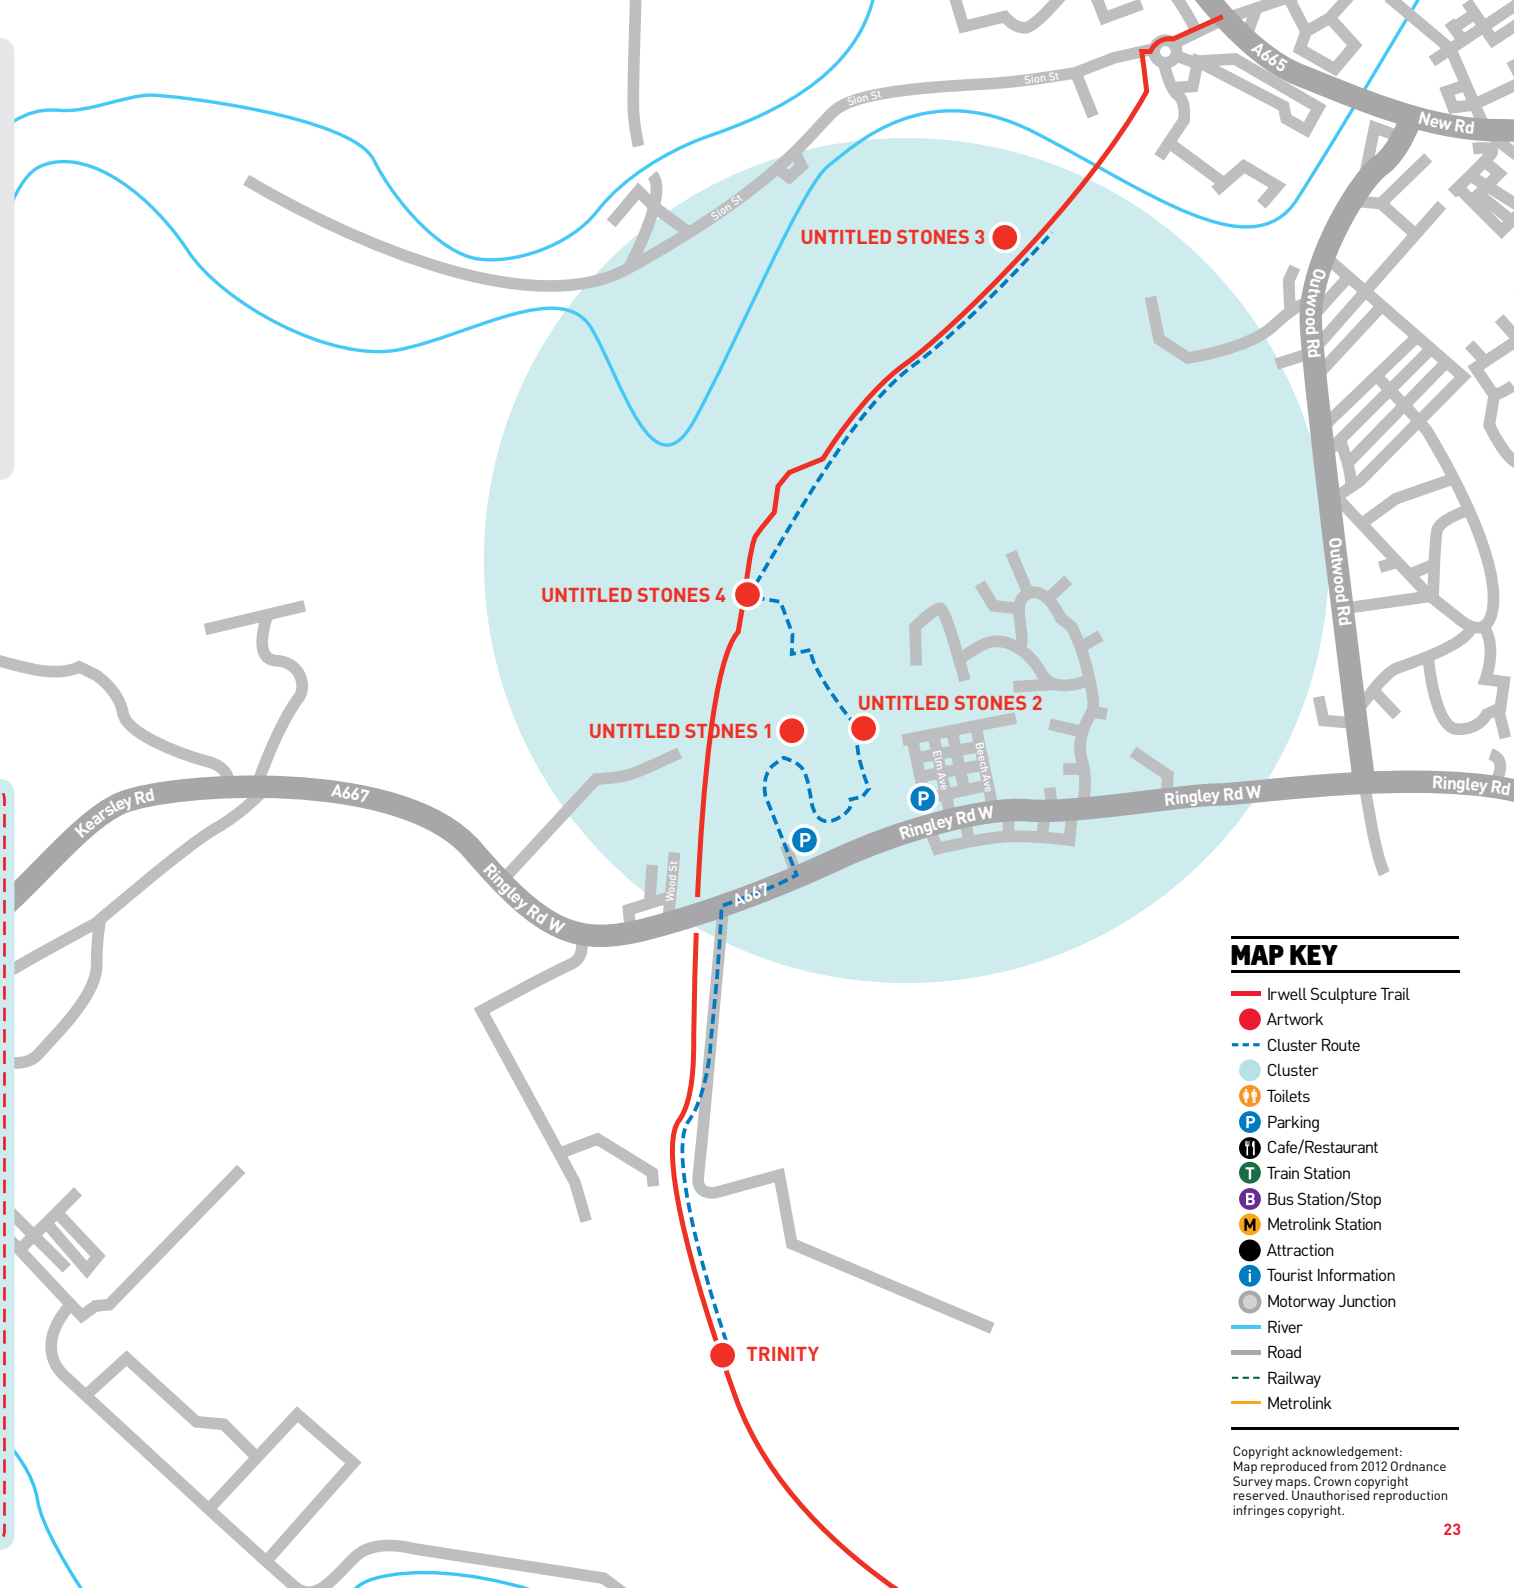 A665
New Rd
Sion St
Sion St
Sion St
UNTITLED STONES 3
Outwood Rd
Outwood Rd
UNTITLED STONES 4
UNTITLED STONES 2
UNTITLED STONES 1
Elm Ave
Beech Ave
P
P
Kearsley Rd
A667
Ringley Rd W
Ringley Rd W
Ringley Rd W
Ringley Rd
Wood St
A667
TRINITY
MAP KEY
Irwell Sculpture Trail
Artwork
Cluster Route
Cluster
Toilets
P Parking
Cafe/Restaurant
T Train Station
B Bus Station/Stop
M Metrolink Station
Attraction
i Tourist Information
Motorway Junction
River
Road
Railway
Metrolink
Copyright acknowledgement:
Map reproduced from 2012 Ordnance
Survey maps. Crown copyright
reserved. Unauthorised reproduction
infringes copyright.
23